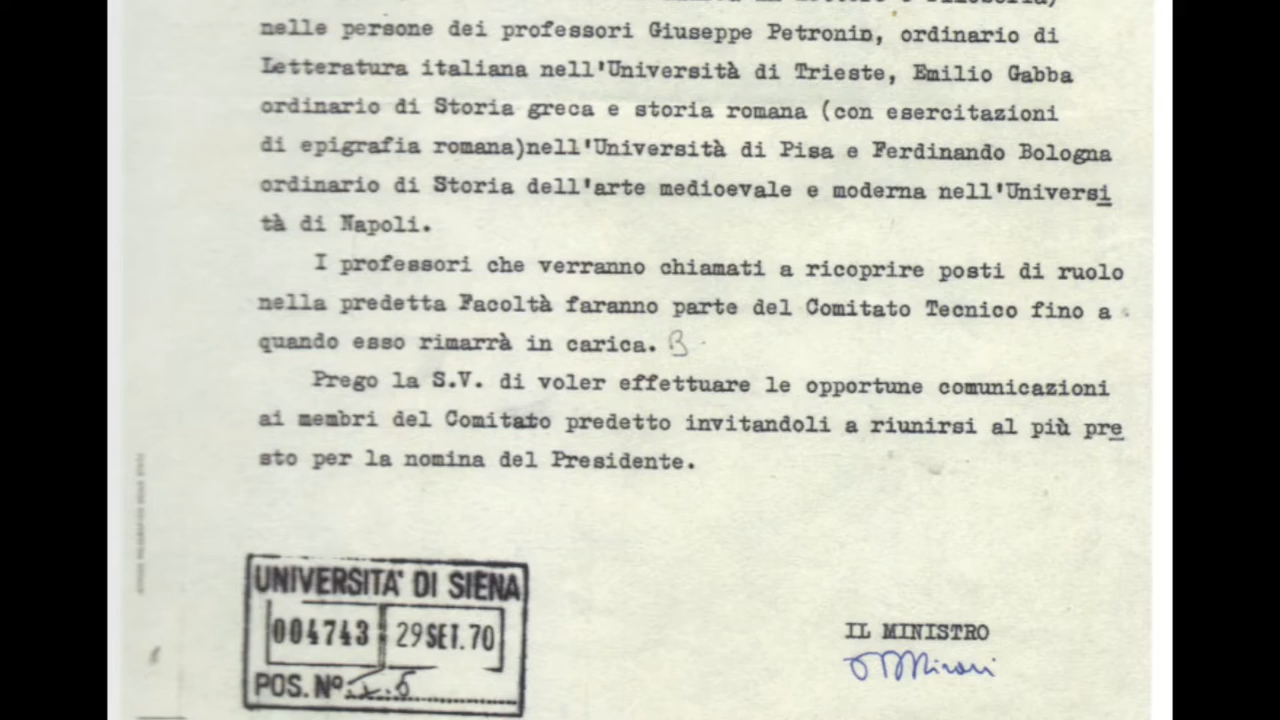 nelle persone dei professori Giuseppe Petronio, ordinario di
Letteratura italiana nell'Università di Trieste, Emilio Gabba
ordinario di Storia greca e storia romana (con esercitazioni
di epigrafia romana)nell'Università di Pisa e Ferdinando Bologna
ordinario di Storia dell'arte medioevale e moderna nell'Universi
tà di Napoli.
I professori che verranno chiamati a ricoprire posti di ruolo
nella predetta Facoltà faranno parte del Comitato Tecnico fino a
quando esso rimarrà in carica. B
Prego la S.V. di voler effettuare le opportune comunicazioni
ai membri del Comitato predetto invitandoli a riunirsi al più pre
sto per la nomina del Presidente.
UNIVERSITA' DI SIENA
004743 29 SET. 70
POS. Nº
IL MINISTRO